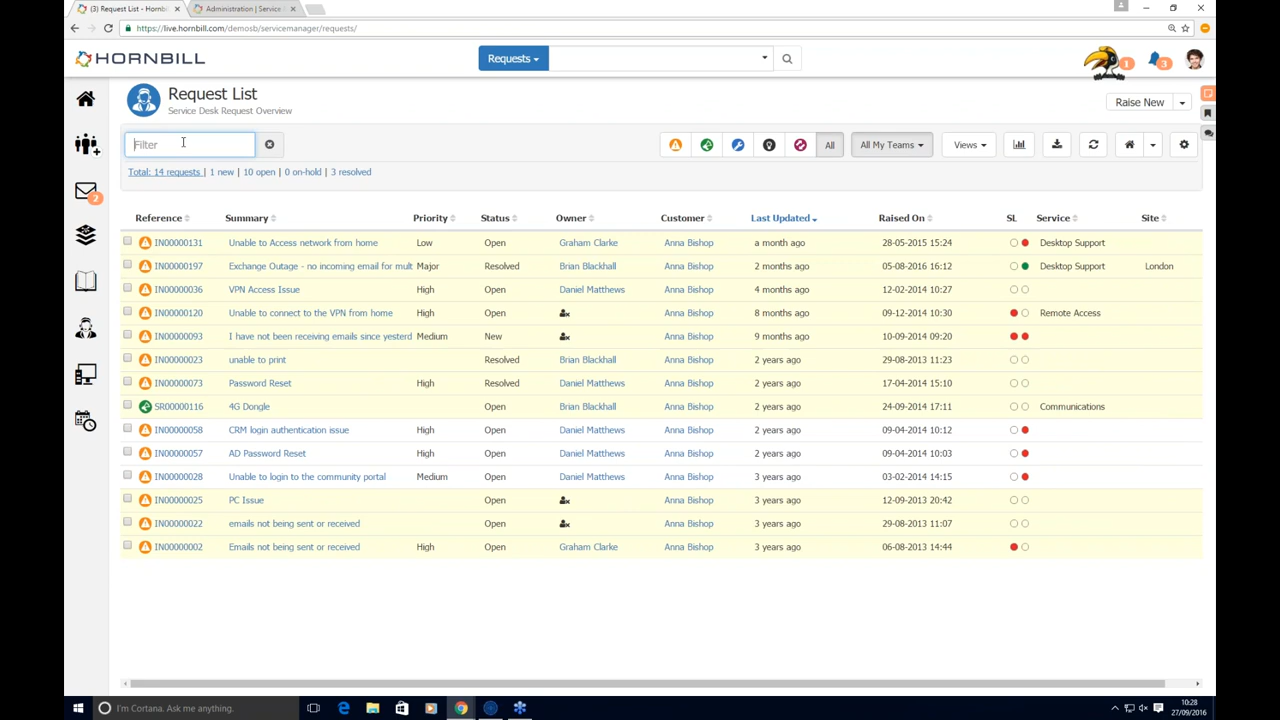 (3) Request List - Hornbi
Administration | Service
https://live.hornbill.com/demosb/servicemanager/requests/
HORNBILL
Requests
1
3
Request List
Service Desk Request Overview
Raise New
Filter
All
All My Teams
Views
Total: 14 requests | 1 new | 10 open | 0 on-hold | 3 resolved
2
Reference Summary Priority Status Owner Customer Last Updated Raised On SL Service Site
IN00000131 Unable to Access network from home Low Open Graham Clarke Anna Bishop a month ago 28-05-2015 15:24 Desktop Support
IN00000197 Exchange Outage - no incoming email for mult Major Resolved Brian Blackhall Anna Bishop 2 months ago 05-08-2016 16:12 Desktop Support London
IN00000036 VPN Access Issue High Open Daniel Matthews Anna Bishop 4 months ago 12-02-2014 10:27
IN00000120 Unable to connect to the VPN from home High Open Anna Bishop 8 months ago 09-12-2014 10:30 Remote Access
IN00000093 I have not been receiving emails since yesterd Medium New Anna Bishop 9 months ago 10-09-2014 09:20
IN00000023 unable to print Resolved Brian Blackhall Anna Bishop 2 years ago 29-08-2013 11:23
IN00000073 Password Reset High Resolved Daniel Matthews Anna Bishop 2 years ago 17-04-2014 15:10
SR00000116 4G Dongle Open Brian Blackhall Anna Bishop 2 years ago 24-09-2014 17:11 Communications
IN00000058 CRM login authentication issue High Open Daniel Matthews Anna Bishop 2 years ago 09-04-2014 10:12
IN00000057 AD Password Reset High Open Daniel Matthews Anna Bishop 2 years ago 09-04-2014 10:03
IN00000028 Unable to login to the community portal Medium Open Daniel Matthews Anna Bishop 3 years ago 03-02-2014 14:15
IN00000025 PC Issue Open Anna Bishop 3 years ago 12-09-2013 20:42
IN00000022 emails not being sent or received Open Anna Bishop 3 years ago 29-08-2013 11:07
IN00000002 Emails not being sent or received High Open Graham Clarke Anna Bishop 3 years ago 06-08-2013 14:44
I'm Cortana. Ask me anything.
10:28
27/09/2016